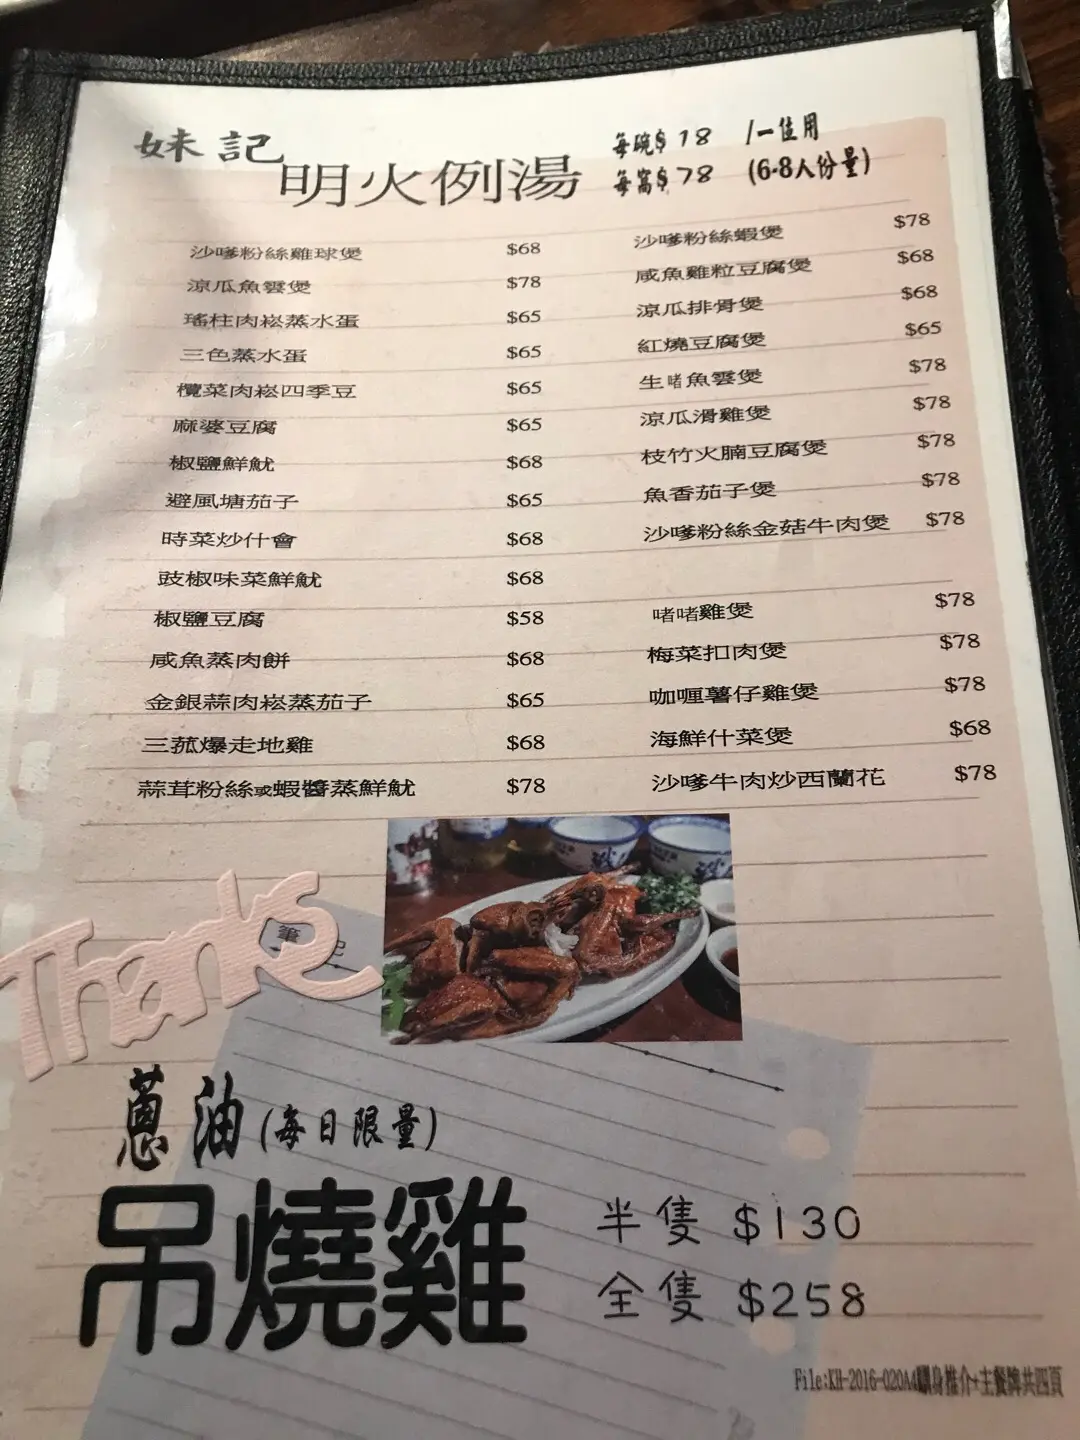 妹記
明火例湯
每碗$18 /一位用
每窩$78 (6-8人份量)
沙嗲粉絲雞球煲 $68
涼瓜魚雲煲 $78
瑤柱肉崧蒸水蛋 $65
三色蒸水蛋 $65
欖菜肉崧四季豆 $65
麻婆豆腐 $65
椒鹽鮮魷 $68
避風塘茄子 $65
時菜炒什會 $68
豉椒味菜鮮魷 $68
椒鹽豆腐 $58
咸魚蒸肉餅 $68
金銀蒜肉崧蒸茄子 $65
三菰爆走地雞 $68
蒜茸粉絲或蝦醬蒸鮮魷 $78
沙嗲粉絲蝦煲 $78
咸魚雞粒豆腐煲 $68
涼瓜排骨煲 $68
紅燒豆腐煲 $65
生啫魚雲煲 $78
涼瓜滑雞煲 $78
枝竹火腩豆腐煲 $78
魚香茄子煲 $78
沙嗲粉絲金菇牛肉煲 $78
啫啫雞煲 $78
梅菜扣肉煲 $78
咖喱薯仔雞煲 $78
海鮮什菜煲 $68
沙嗲牛肉炒西蘭花 $78
Thanks
蔥油(每日限量)
吊燒雞
半隻 $130
全隻 $258